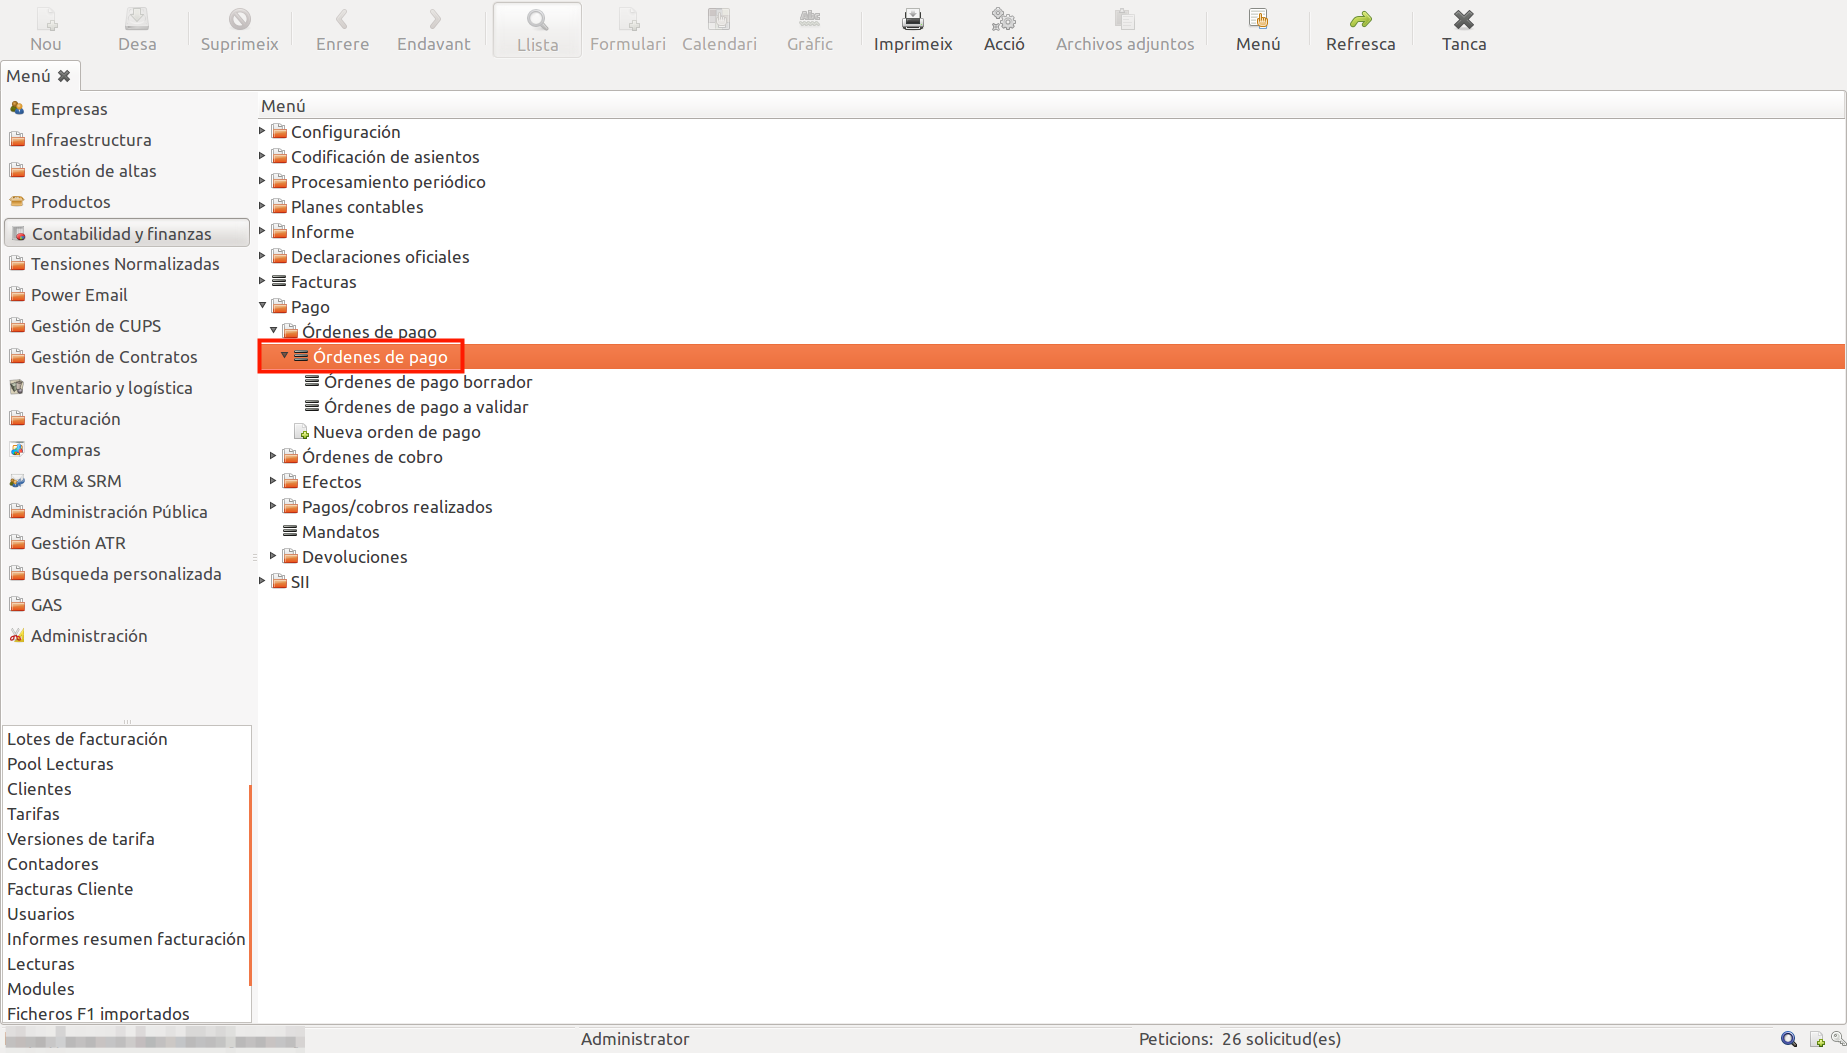 Nou Desa Suprimeix Enrere Endavant Llista Formulari Calendari Abc Gràfic Imprimeix Acció Archivos adjuntos Menú Refresca Tanca
Menú
Empresas
Infraestructura
Gestión de altas
Productos
Contabilidad y finanzas
Tensiones Normalizadas
Power Email
Gestión de CUPS
Gestión de Contratos
Inventario y logística
Facturación
Compras
CRM & SRM
Administración Pública
Gestión ATR
Búsqueda personalizada
GAS
Administración
Lotes de facturación
Pool Lecturas
Clientes
Tarifas
Versiones de tarifa
Contadores
Facturas Cliente
Usuarios
Informes resumen facturación
Lecturas
Modules
Ficheros F1 importados
Menú
Configuración
Codificación de asientos
Procesamiento periódico
Planes contables
Informe
Declaraciones oficiales
Facturas
Pago
Órdenes de pago
Órdenes de pago
Órdenes de pago borrador
Órdenes de pago a validar
Nueva orden de pago
Órdenes de cobro
Efectos
Pagos/cobros realizados
Mandatos
Devoluciones
SII
Administrator
Peticions: 26 solicitud(es)